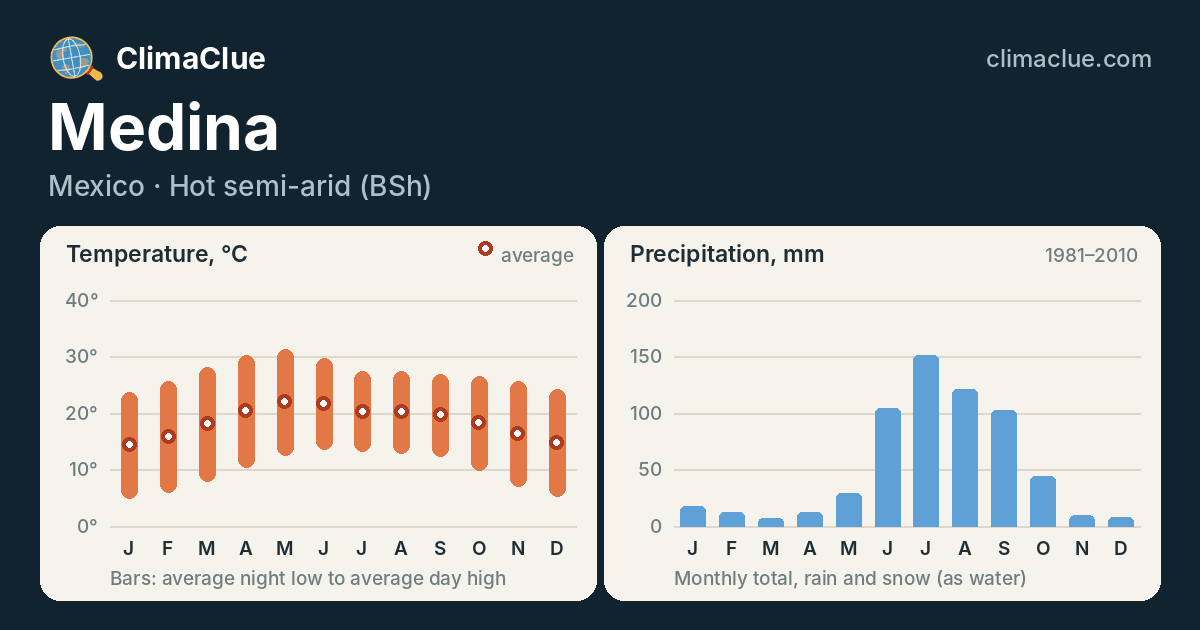 ClimaClue
climaclue.com
Medina
Mexico · Hot semi-arid (BSh)
Temperature, °C
average
40°
30°
20°
10°
0°
J F M A M J J A S O N D
Bars: average night low to average day high
Precipitation, mm
1981–2010
200
150
100
50
0
J F M A M J J A S O N D
Monthly total, rain and snow (as water)